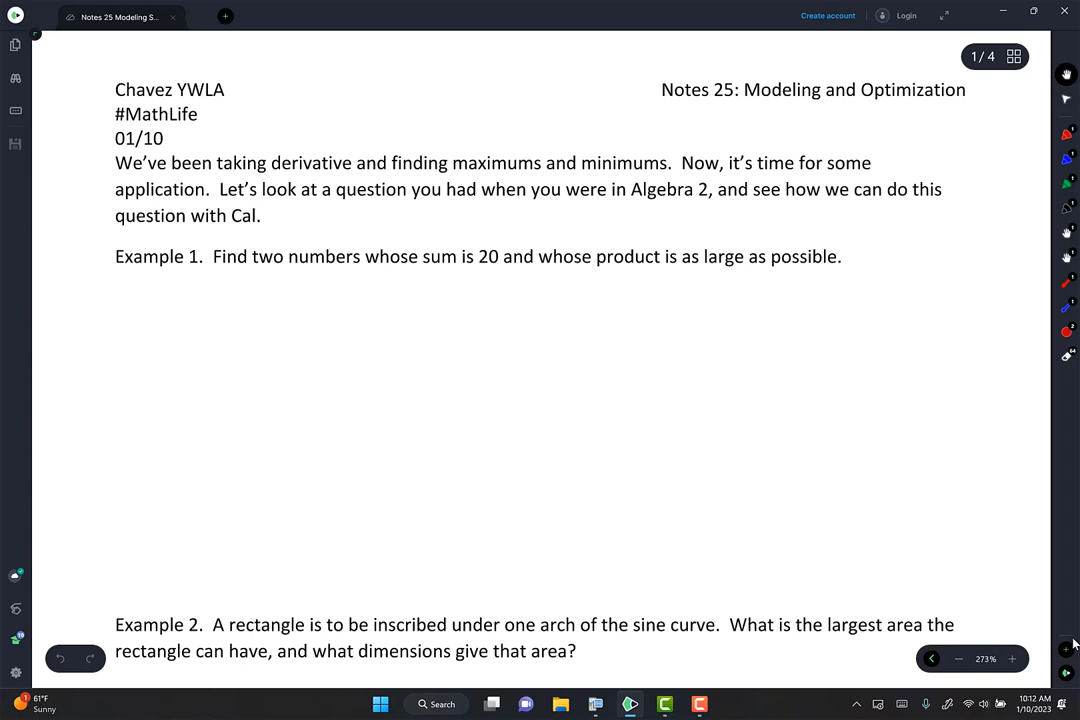 Notes 25 Modeling S...
Create account
Login
1/4
Chavez YWLA
Notes 25: Modeling and Optimization
#MathLife
01/10
We've been taking derivative and finding maximums and minimums. Now, it's time for some
application. Let's look at a question you had when you were in Algebra 2, and see how we can do this
question with Cal.
Example 1. Find two numbers whose sum is 20 and whose product is as large as possible.
Example 2. A rectangle is to be inscribed under one arch of the sine curve. What is the largest area the
rectangle can have, and what dimensions give that area?
273%
61°F
Sunny
Search
10:12 AM
1/10/2023